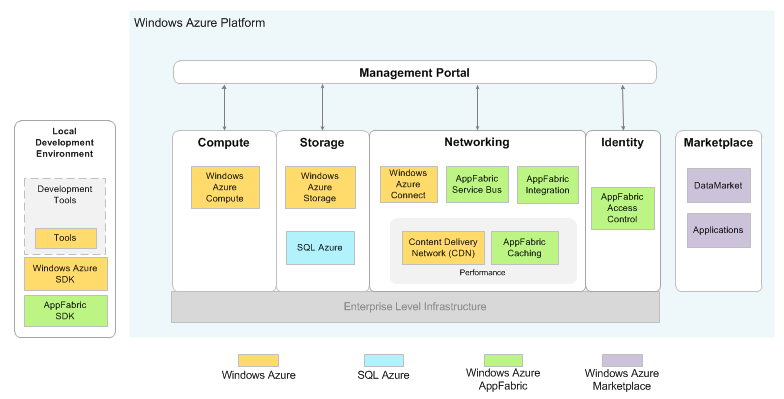 Windows Azure Platform
Management Portal
Local
Development
Environment
Development
Tools
Tools
Windows Azure
SDK
AppFabric
SDK
Compute
Windows
Azure
Compute
Storage
Windows
Azure
Storage
SQL Azure
Networking
Windows
Azure
Connect
AppFabric
Service Bus
AppFabric
Integration
Content Delivery
Network (CDN)
AppFabric
Caching
Performance
Identity
AppFabric
Access
Control
Marketplace
DataMarket
Applications
Enterprise Level Infrastructure
Windows Azure
SQL Azure
Windows Azure
AppFabric
Windows Azure
Marketplace